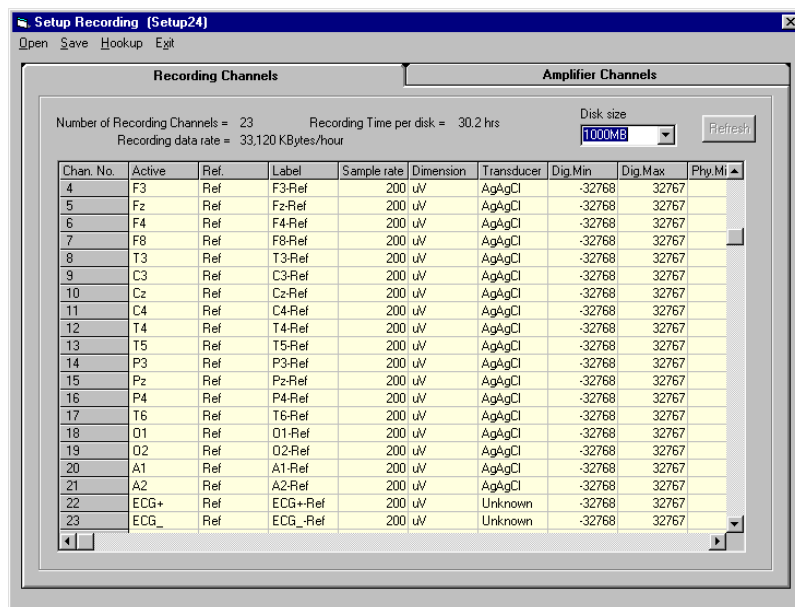 Setup Recording (Setup24)
Open Save Hookup Exit
Recording Channels Amplifier Channels
Number of Recording Channels = 23 Recording Time per disk = 30.2 hrs
Recording data rate = 33,120 KBytes/hour
Disk size
1000MB
Refresh
Chan. No. Active Ref. Label Sample rate Dimension Transducer Dig.Min Dig.Max Phy.Mi
4 F3 Ref F3-Ref 200 uV AgAgCl -32768 32767
5 Fz Ref Fz-Ref 200 uV AgAgCl -32768 32767
6 F4 Ref F4-Ref 200 uV AgAgCl -32768 32767
7 F8 Ref F8-Ref 200 uV AgAgCl -32768 32767
8 T3 Ref T3-Ref 200 uV AgAgCl -32768 32767
9 C3 Ref C3-Ref 200 uV AgAgCl -32768 32767
10 Cz Ref Cz-Ref 200 uV AgAgCl -32768 32767
11 C4 Ref C4-Ref 200 uV AgAgCl -32768 32767
12 T4 Ref T4-Ref 200 uV AgAgCl -32768 32767
13 T5 Ref T5-Ref 200 uV AgAgCl -32768 32767
14 P3 Ref P3-Ref 200 uV AgAgCl -32768 32767
15 Pz Ref Pz-Ref 200 uV AgAgCl -32768 32767
16 P4 Ref P4-Ref 200 uV AgAgCl -32768 32767
17 T6 Ref T6-Ref 200 uV AgAgCl -32768 32767
18 O1 Ref O1-Ref 200 uV AgAgCl -32768 32767
19 O2 Ref O2-Ref 200 uV AgAgCl -32768 32767
20 A1 Ref A1-Ref 200 uV AgAgCl -32768 32767
21 A2 Ref A2-Ref 200 uV AgAgCl -32768 32767
22 ECG+ Ref ECG+-Ref 200 uV Unknown -32768 32767
23 ECG_ Ref ECG_-Ref 200 uV Unknown -32768 32767